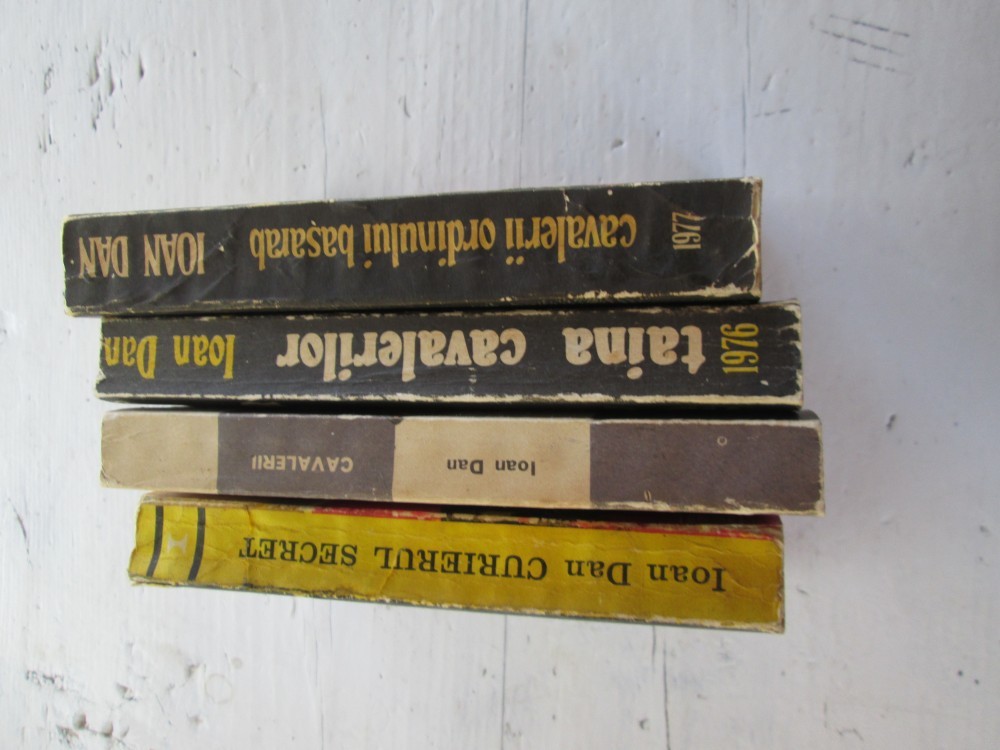 1977 cavalerii ordinului basarab IOAN DAN
1976 taina cavalerilor Ioan Dan
Ioan Dan CAVALERII
Ioan Dan CURIERUL SECRET